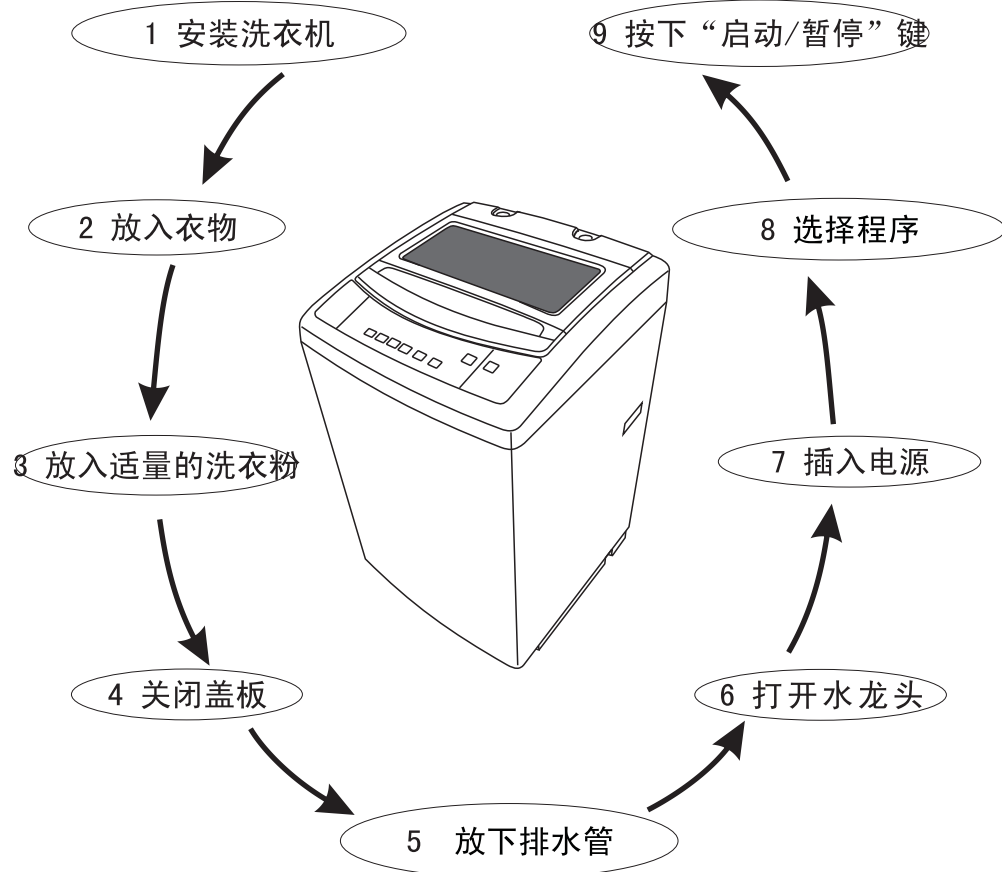 1 安装洗衣机
2 放入衣物
3 放入适量的洗衣粉
4 关闭盖板
5 放下排水管
6 打开水龙头
7 插入电源
8 选择程序
9 按下“启动/暂停”键